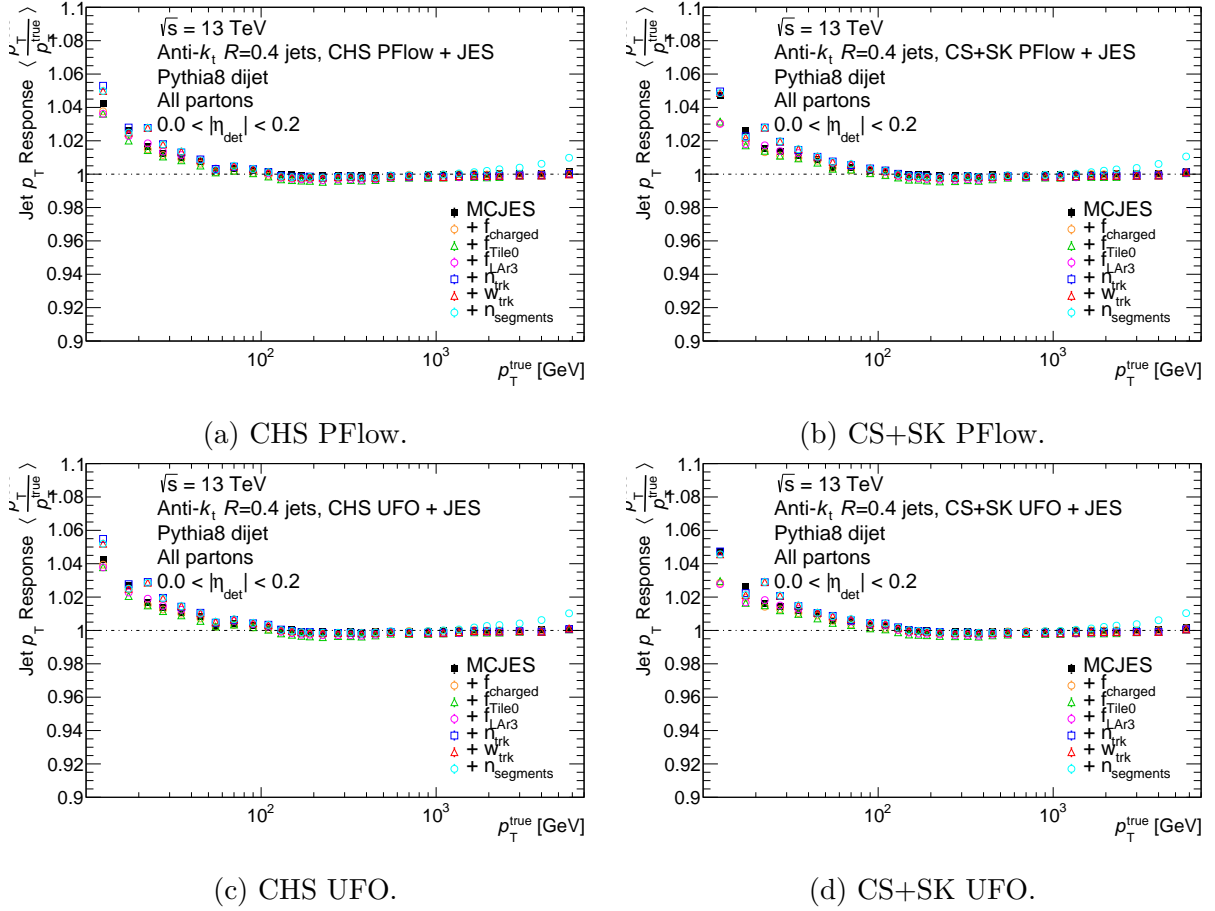 Jet p_T Response ⟨ p_T / p_T^true ⟩
1.1
1.08
1.06
1.04
1.02
1
0.98
0.96
0.94
0.92
0.9
√s = 13 TeV
Anti-k_t R=0.4 jets, CHS PFlow + JES
Pythia8 dijet
All partons
0.0 < |η_det| < 0.2
MCJES
+ f_charged
+ f_Tile0
+ f_LAr3
+ n_trk
+ w_trk
+ n_segments
10^2
10^3
p_T^true [GeV]
(a) CHS PFlow.
Jet p_T Response ⟨ p_T / p_T^true ⟩
1.1
1.08
1.06
1.04
1.02
1
0.98
0.96
0.94
0.92
0.9
√s = 13 TeV
Anti-k_t R=0.4 jets, CS+SK PFlow + JES
Pythia8 dijet
All partons
0.0 < |η_det| < 0.2
MCJES
+ f_charged
+ f_Tile0
+ f_LAr3
+ n_trk
+ w_trk
+ n_segments
10^2
10^3
p_T^true [GeV]
(b) CS+SK PFlow.
Jet p_T Response ⟨ p_T / p_T^true ⟩
1.1
1.08
1.06
1.04
1.02
1
0.98
0.96
0.94
0.92
0.9
√s = 13 TeV
Anti-k_t R=0.4 jets, CHS UFO + JES
Pythia8 dijet
All partons
0.0 < |η_det| < 0.2
MCJES
+ f_charged
+ f_Tile0
+ f_LAr3
+ n_trk
+ w_trk
+ n_segments
10^2
10^3
p_T^true [GeV]
(c) CHS UFO.
Jet p_T Response ⟨ p_T / p_T^true ⟩
1.1
1.08
1.06
1.04
1.02
1
0.98
0.96
0.94
0.92
0.9
√s = 13 TeV
Anti-k_t R=0.4 jets, CS+SK UFO + JES
Pythia8 dijet
All partons
0.0 < |η_det| < 0.2
MCJES
+ f_charged
+ f_Tile0
+ f_LAr3
+ n_trk
+ w_trk
+ n_segments
10^2
10^3
p_T^true [GeV]
(d) CS+SK UFO.